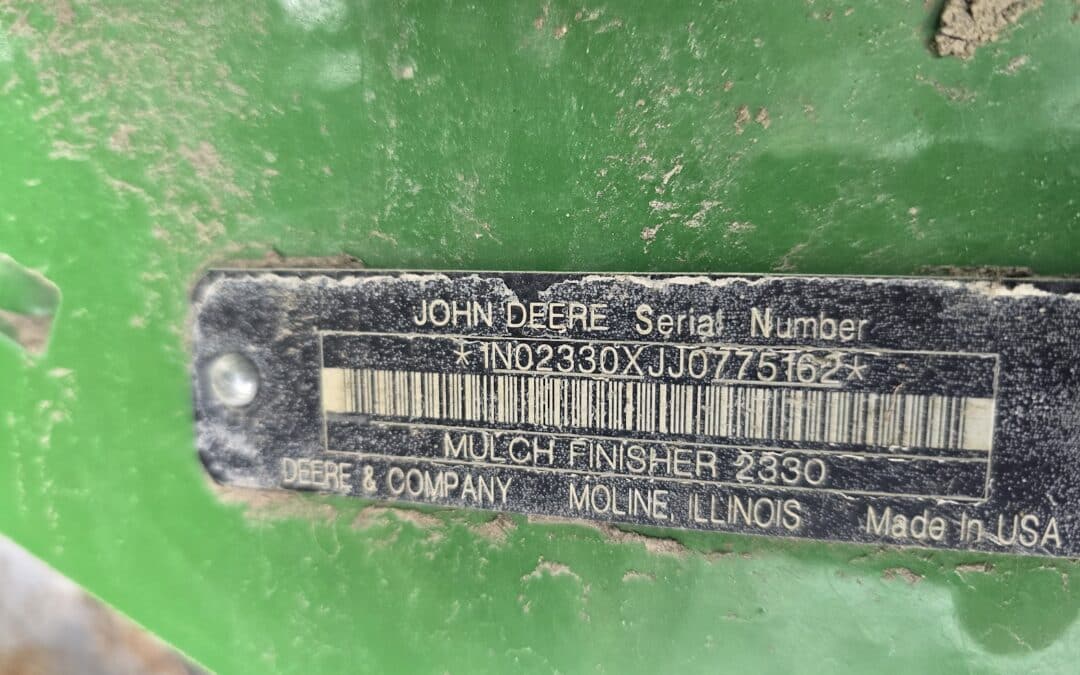 JOHN DEERE Serial Number
*1N02330XJJ0775162*
MULCH FINISHER 2330
DEERE & COMPANY MOLINE, ILLINOIS Made In USA